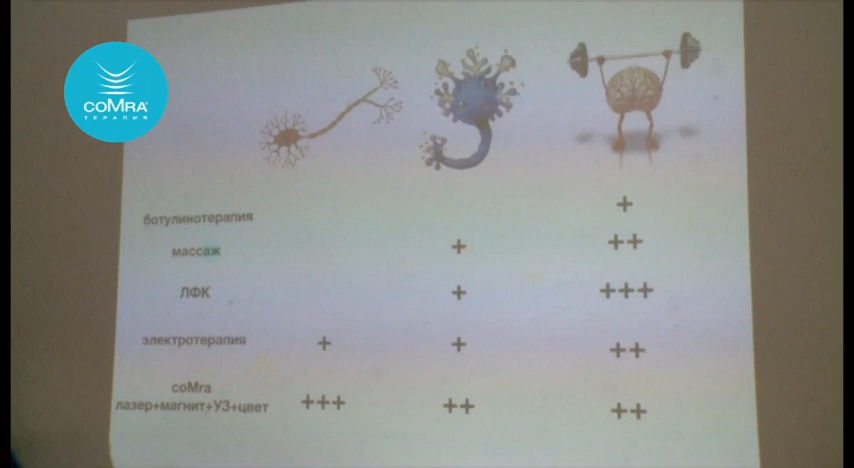 coMra
ТЕРАПИЯ
ботулинотерапия +
массаж + ++
ЛФК + +++
электротерапия + + ++
coMra
лазер+магнит+УЗ+цвет +++ ++ ++